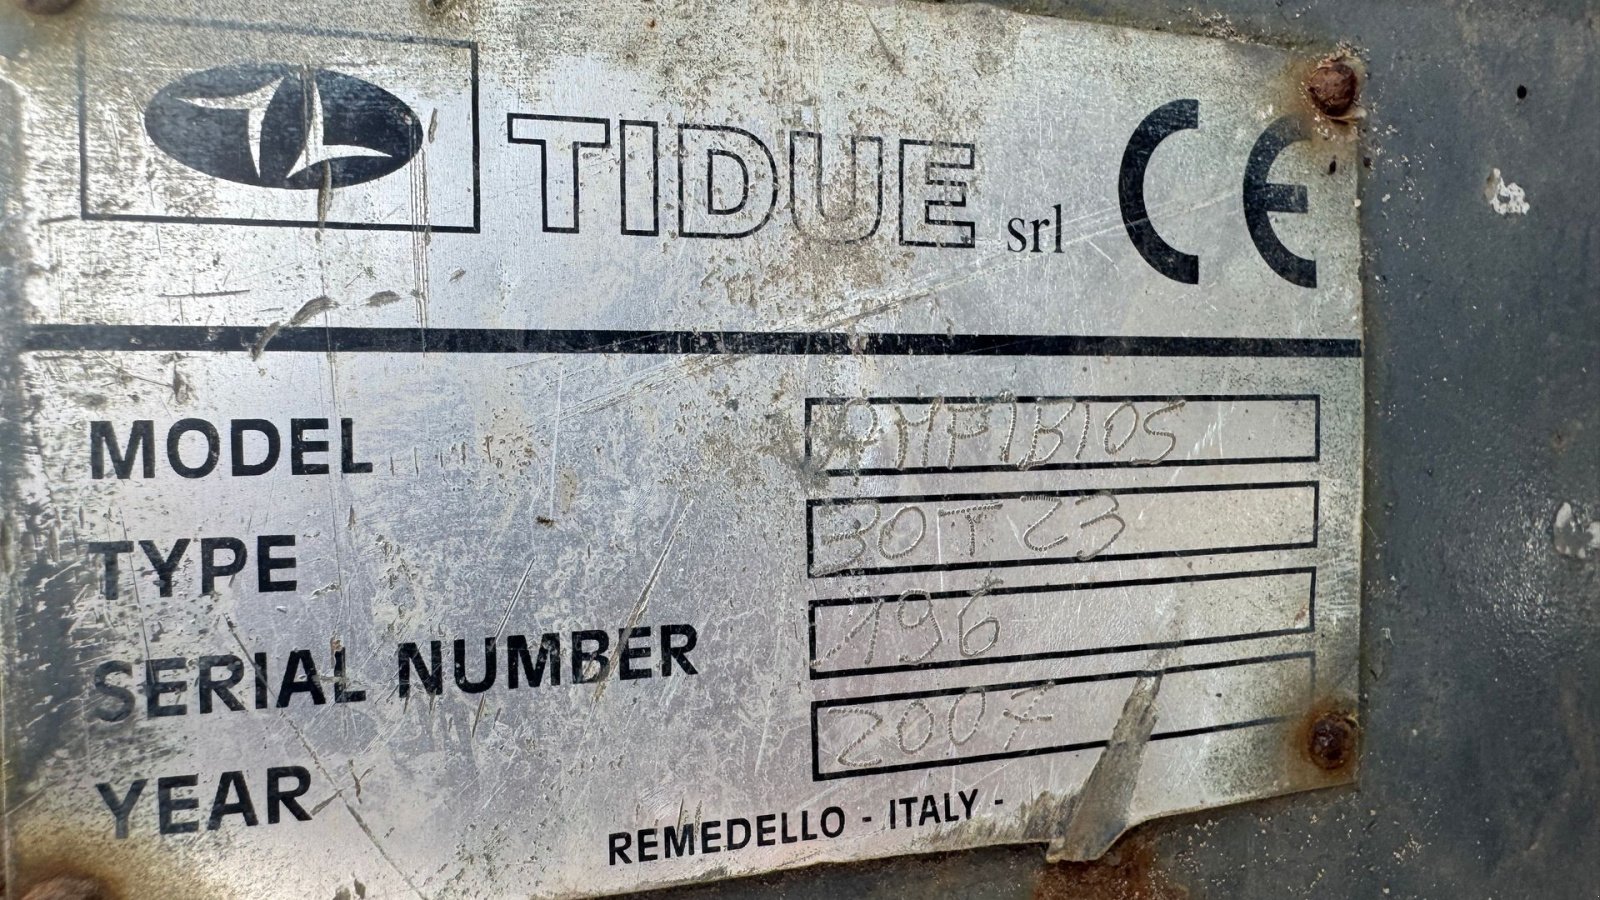 TIDUE srl CE
MODEL AMFIBIOS
TYPE 30T23
SERIAL NUMBER 196
YEAR 2007
REMEDELLO - ITALY -